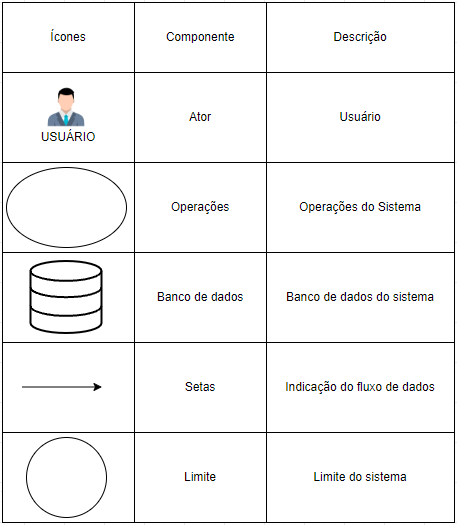 Ícones Componente Descrição
USUÁRIO Ator Usuário
Operações Operações do Sistema
Banco de dados Banco de dados do sistema
Setas Indicação do fluxo de dados
Limite Limite do sistema